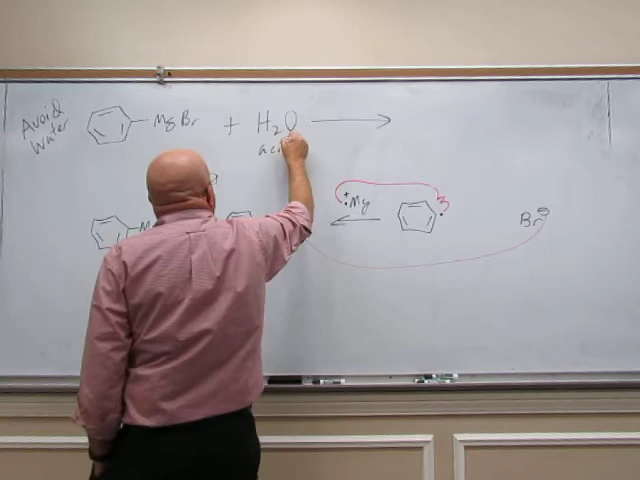 Avoid
Water
MgBr + H2O
Mg
Br⊖